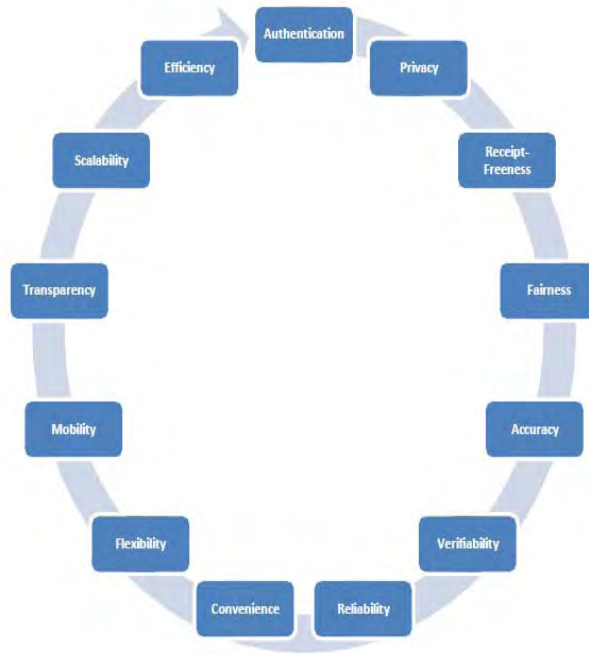 Authentication
Privacy
Receipt-
Freeness
Fairness
Accuracy
Verifiability
Reliability
Convenience
Flexibility
Mobility
Transparency
Scalability
Efficiency